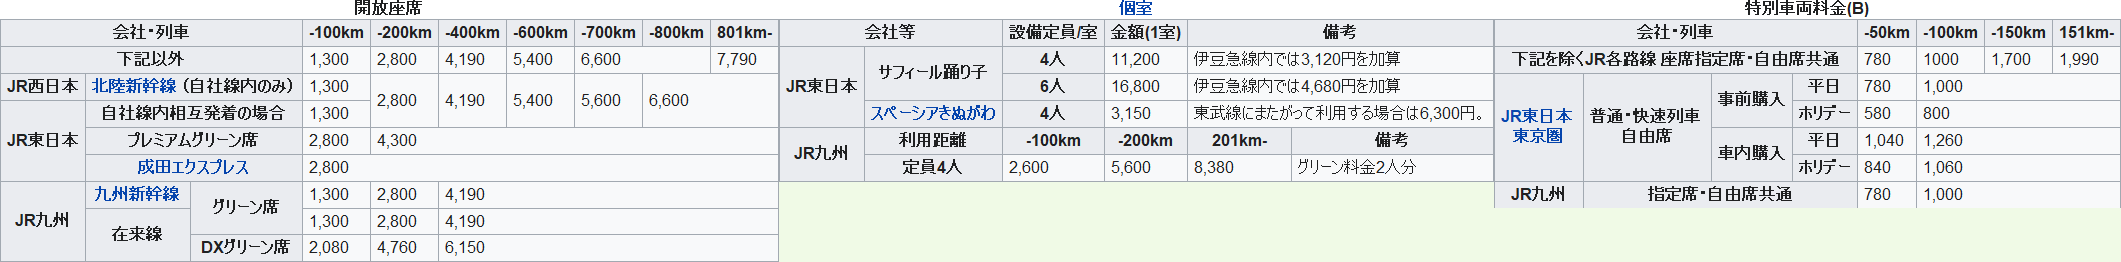 開放座席
会社・列車 -100km -200km -400km -600km -700km -800km 801km-
下記以外 1,300 2,800 4,190 5,400 6,600 7,790
JR西日本 北陸新幹線（自社線内のみ） 1,300 2,800 4,190 5,400 5,600 6,600
JR東日本 自社線内相互発着の場合 1,300
プレミアムグリーン席 2,800 4,300
成田エクスプレス 2,800
JR九州 九州新幹線 グリーン席 1,300 2,800 4,190
在来線 1,300 2,800 4,190
DXグリーン席 2,080 4,760 6,150
個室
会社等 設備定員/室 金額(1室) 備考
JR東日本 サフィール踊り子 4人 11,200 伊豆急線内では3,120円を加算
6人 16,800 伊豆急線内では4,680円を加算
スペーシアきぬがわ 4人 3,150 東武線にまたがって利用する場合は6,300円。
JR九州 利用距離 -100km -200km 201km- 備考
定員4人 2,600 5,600 8,380 グリーン料金2人分
特別車両料金(B)
会社・列車 -50km -100km -150km 151km-
下記を除くJR各路線 座席指定席・自由席共通 780 1000 1,700 1,990
JR東日本 東京圏 普通・快速列車 自由席 事前購入 平日 780 1,000
ホリデー 580 800
車内購入 平日 1,040 1,260
ホリデー 840 1,060
JR九州 指定席・自由席共通 780 1,000